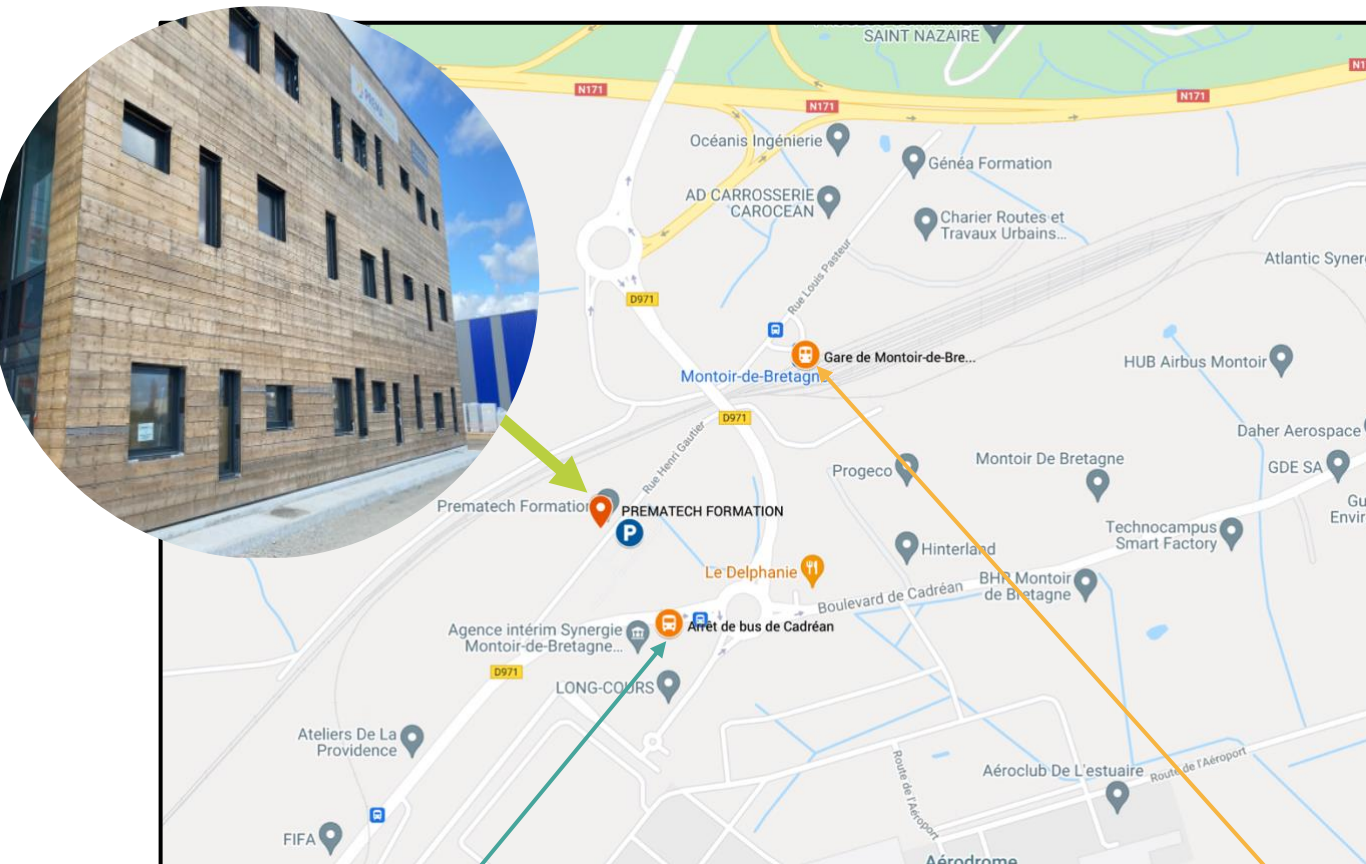 SAINT NAZAIRE
N171
N171
N171
N1
Océanis Ingénierie
Généa Formation
AD CARROSSERIE
CAROCEAN
Charier Routes et
Travaux Urbains...
Rue Louis Pasteur
Atlantic Syner
D971
Gare de Montoir-de-Bre...
HUB Airbus Montoir
Montoir-de-Bretagne
D971
Rue Henri Gautier
Daher Aerospace
Montoir De Bretagne
GDE SA
Progeco
Prematech Formation
PREMATECH FORMATION
P
Gu
Envir
Technocampus
Smart Factory
Hinterland
Le Delphanie
BHR Montoir
de Bretagne
Boulevard de Cadréan
Agence intérim Synergie
Montoir-de-Bretagne...
Arrêt de bus de Cadréan
D971
LONG-COURS
Ateliers De La
Providence
Route de l'Aéroport
Aéroclub De L'estuaire
Route de l'Aéroport
FIFA
Aérodrome